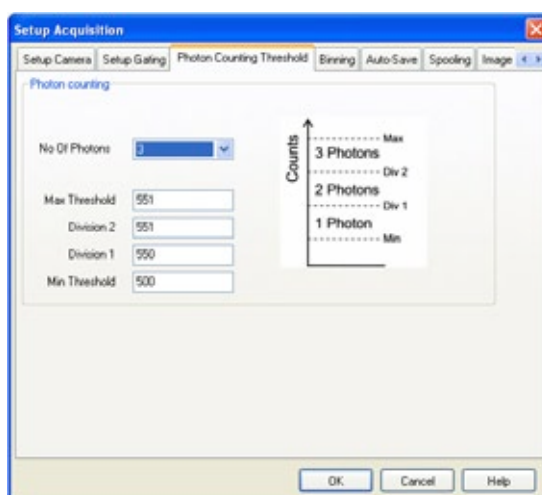 Setup Acquisition
Setup Camera Setup Gating Photon Counting Threshold Binning Auto-Save Spooling Image
Photon counting
No Of Photons 3
Max Threshold 551
Division 2 551
Division 1 550
Min Threshold 500
Counts
Max
3 Photons
Div 2
2 Photons
Div 1
1 Photon
Min
OK Cancel Help